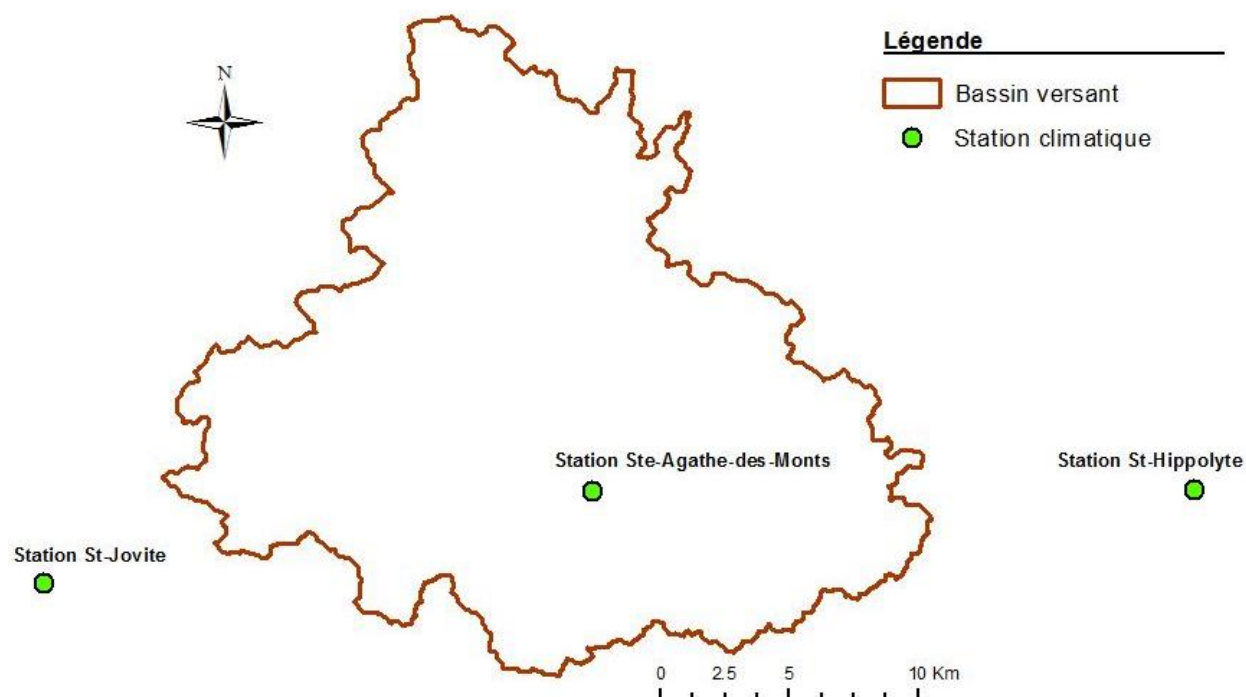 Légende
N
Bassin versant
Station climatique
Station Ste-Agathe-des-Monts
Station St-Hippolyte
Station St-Jovite
0 2.5 5 10 Km